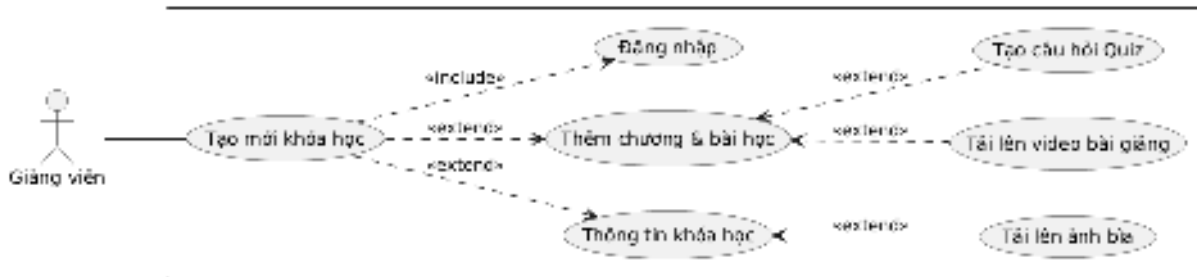 Đăng nhập
Tạo câu hỏi Quiz
«include»
«extend»
Tạo mới khóa học
«extend»
Thêm chương & bài học
«extend»
Tải lên video bài giảng
Giảng viên
«extend»
Thông tin khóa học
«extend»
Tải lên ảnh bìa